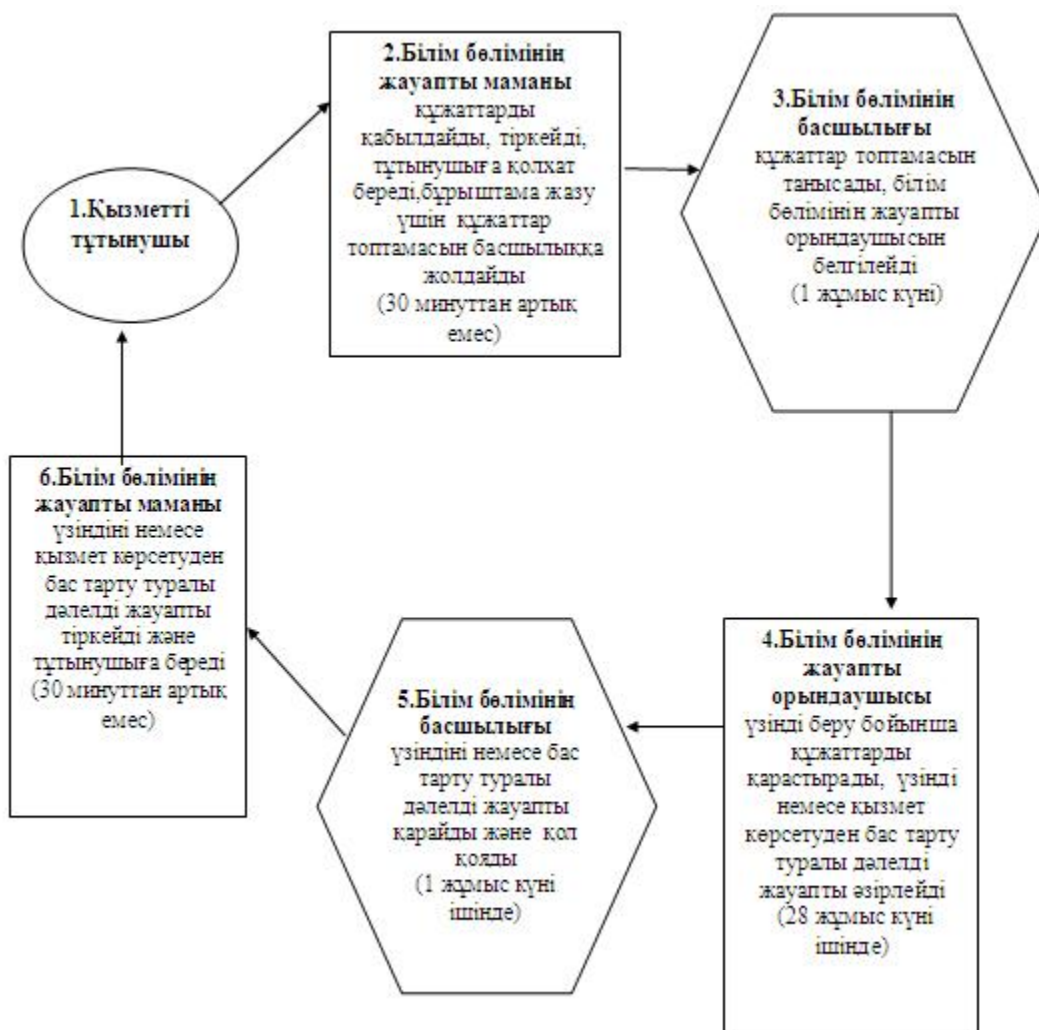 1.Қызметті
тұтынушы
2.Білім бөлімінің
жауапты маманы
құжаттарды
қабылдайды, тіркейді,
тұтынушыға қолхат
береді,бұрыштама жазу
үшін құжаттар
топтамасын басшылыққа
жолдайды
(30 минуттан артық
емес)
3.Білім бөлімінің
басшылығы
құжаттар топтамасын
танысады, білім
бөлімінің жауапты
орындаушысын
белгілейді
(1 жұмыс күні)
4.Білім бөлімінің
жауапты
орындаушысы
үзінді беру бойынша
құжаттарды
қарастырады, үзінді
немесе қызмет
көрсетуден бас тарту
туралы дәлелді
жауапты әзірлейді
(28 жұмыс күні
ішінде)
5.Білім бөлімінің
басшылығы
үзіндіні немесе бас
тарту туралы
дәлелді жауапты
қарайды және қол
қояды
(1 жұмыс күні
ішінде)
6.Білім бөлімінің
жауапты маманы
үзіндіні немесе
қызмет көрсетуден
бас тарту туралы
дәлелді жауапты
тіркейді және
тұтынушыға береді
(30 минуттан артық
емес)